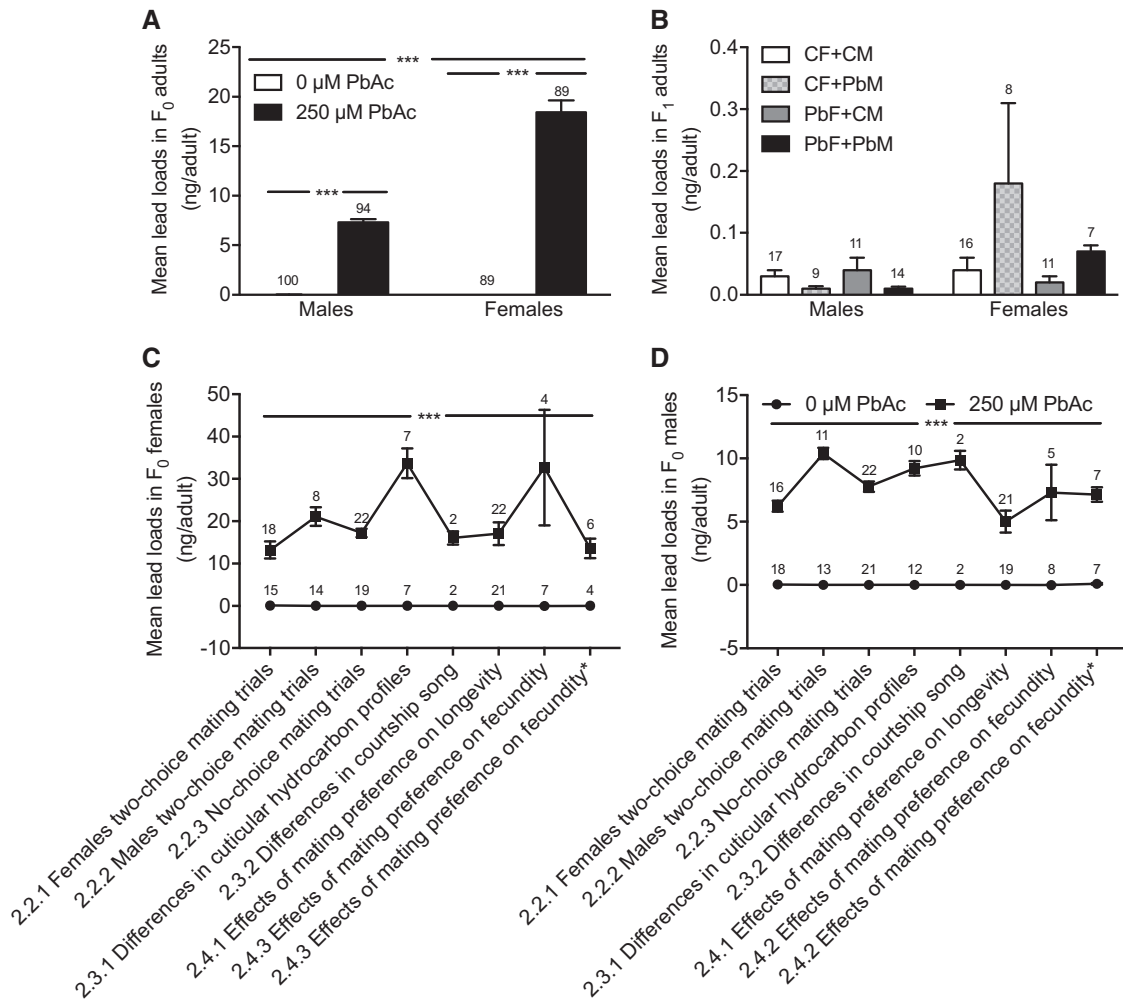 A
Mean lead loads in F0 adults
(ng/adult)
25
20
15
10
5
0
***
***
***
0 µM PbAc
250 µM PbAc
100
94
89
89
Males
Females
B
Mean lead loads in F1 adults
(ng/adult)
0.4
0.3
0.2
0.1
0.0
CF+CM
CF+PbM
PbF+CM
PbF+PbM
17
9
11
14
16
8
11
7
Males
Females
C
Mean lead loads in F0 females
(ng/adult)
50
40
30
20
10
0
-10
***
18
8
22
7
2
22
4
6
15
14
19
7
2
21
7
4
2.2.1 Females two-choice mating trials
2.2.2 Males two-choice mating trials
2.2.3 No-choice mating trials
2.3.1 Differences in cuticular hydrocarbon profiles
2.3.2 Differences in courtship song
2.4.1 Effects of mating preference on longevity
2.4.3 Effects of mating preference on fecundity
2.4.3 Effects of mating preference on fecundity*
D
Mean lead loads in F0 males
(ng/adult)
15
10
5
0
-5
0 µM PbAc
250 µM PbAc
***
16
11
22
10
2
21
5
7
18
13
21
12
2
19
8
7
2.2.1 Females two-choice mating trials
2.2.2 Males two-choice mating trials
2.2.3 No-choice mating trials
2.3.1 Differences in cuticular hydrocarbon profiles
2.3.2 Differences in courtship song
2.4.1 Effects of mating preference on longevity
2.4.2 Effects of mating preference on fecundity
2.4.2 Effects of mating preference on fecundity*